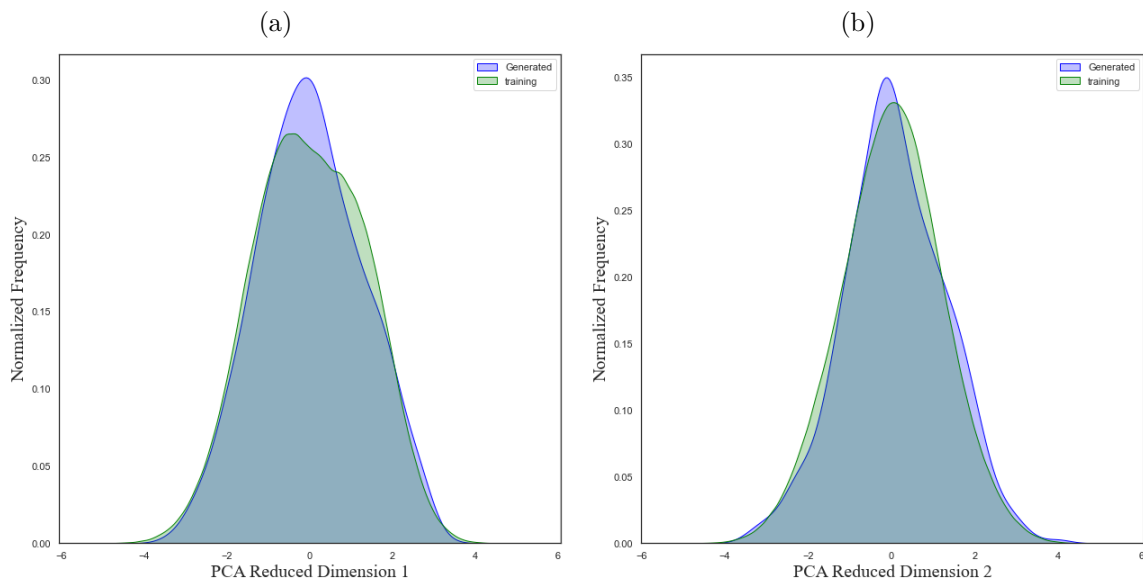 (a)
Generated
training
0.30
0.25
0.20
0.15
0.10
0.05
0.00
Normalized Frequency
−6 −4 −2 0 2 4 6
PCA Reduced Dimension 1
(b)
Generated
training
0.35
0.30
0.25
0.20
0.15
0.10
0.05
0.00
Normalized Frequency
−6 −4 −2 0 2 4 6
PCA Reduced Dimension 2